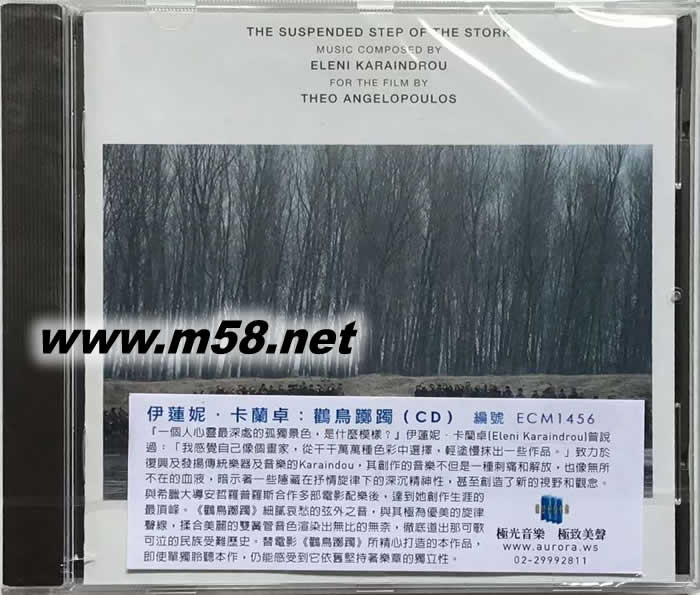 THE SUSPENDED STEP OF THE STORK
MUSIC COMPOSED BY
ELENI KARAINDROU
FOR THE FILM BY
THEO ANGELOPOULOS
www.m58.net
伊蓮妮．卡蘭卓：鸛鳥躑躅（CD） 編號 ECM1456
『一個人心靈最深處的孤獨景色，是什麼模樣？』伊蓮妮．卡蘭卓(Eleni Karaindrou)曾說
過：「我感覺自己像個畫家，從千千萬萬種色彩中選擇，輕塗慢抹出一些作品。」致力於
復興及發揚傳統樂器及音樂的Karaindou，其創作的音樂不但是一種刺痛和解放，也像無所
不在的血液，暗示著一些隱藏在抒情旋律下的深沉精神性，甚至創造了新的視野和觀念。
與希臘大導安哲羅普羅斯合作多部電影配樂後，達到她創作生涯的
最頂峰。《鸛鳥躑躅》細膩哀愁的弦外之音，與其極為優美的旋律
聲線，揉合美麗的雙簧管音色渲染出無比的無奈，徹底道出那可歌
可泣的民族受難歷史。替電影《鸛鳥躑躅》所精心打造的本作品，
即使單獨聆聽本作，仍能感受到它依舊堅持著樂章的獨立性。
極光音樂 極致美聲
www.aurora.ws
02-29992811